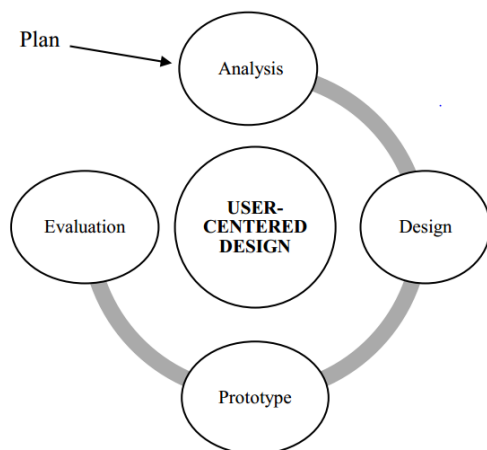 Plan
Analysis
USER-
CENTERED
DESIGN
Evaluation
Design
Prototype